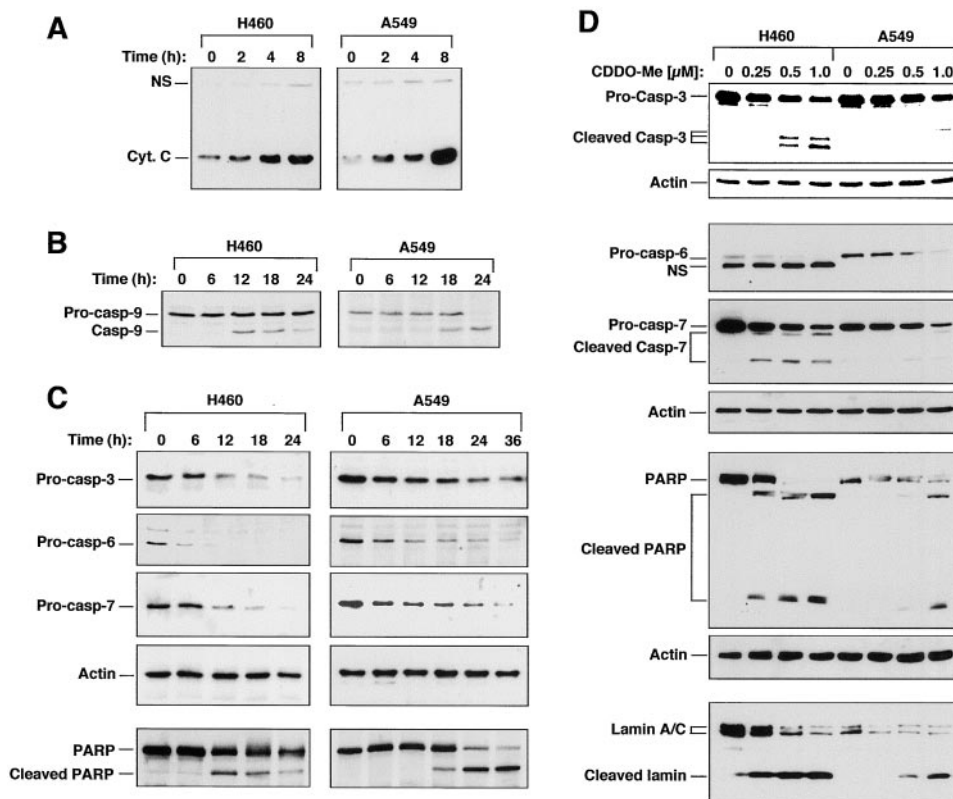 A
H460 A549
Time (h): 0 2 4 8 0 2 4 8
NS
Cyt. C
B
H460 A549
Time (h): 0 6 12 18 24 0 6 12 18 24
Pro-casp-9
Casp-9
C
H460 A549
Time (h): 0 6 12 18 24 0 6 12 18 24 36
Pro-casp-3
Pro-casp-6
Pro-casp-7
Actin
PARP
Cleaved PARP
D
H460 A549
CDDO-Me [µM]: 0 0.25 0.5 1.0 0 0.25 0.5 1.0
Pro-Casp-3
Cleaved Casp-3
Actin
Pro-casp-6
NS
Pro-casp-7
Cleaved Casp-7
Actin
PARP
Cleaved PARP
Actin
Lamin A/C
Cleaved lamin